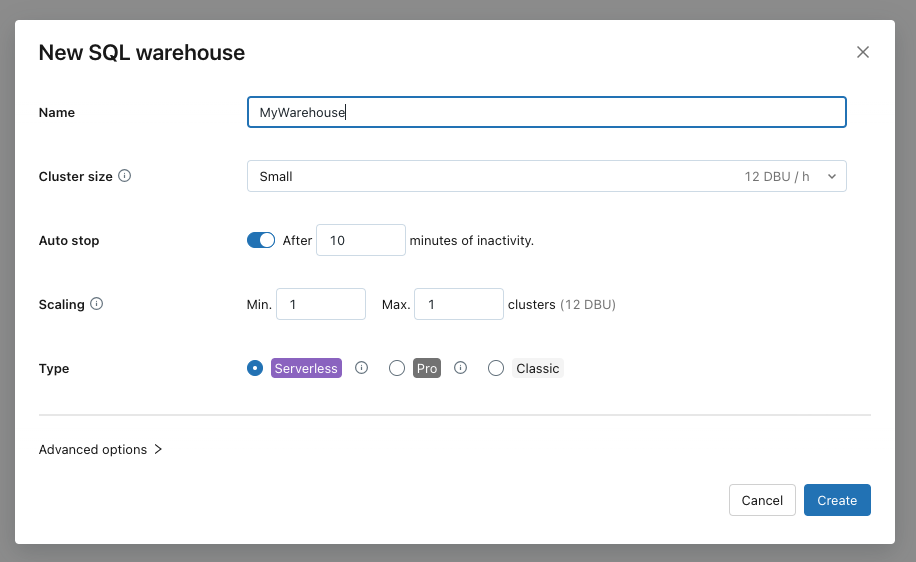 New SQL warehouse
Name MyWarehouse
Cluster size Small 12 DBU / h
Auto stop After 10 minutes of inactivity.
Scaling Min. 1 Max. 1 clusters (12 DBU)
Type Serverless Pro Classic
Advanced options
Cancel Create